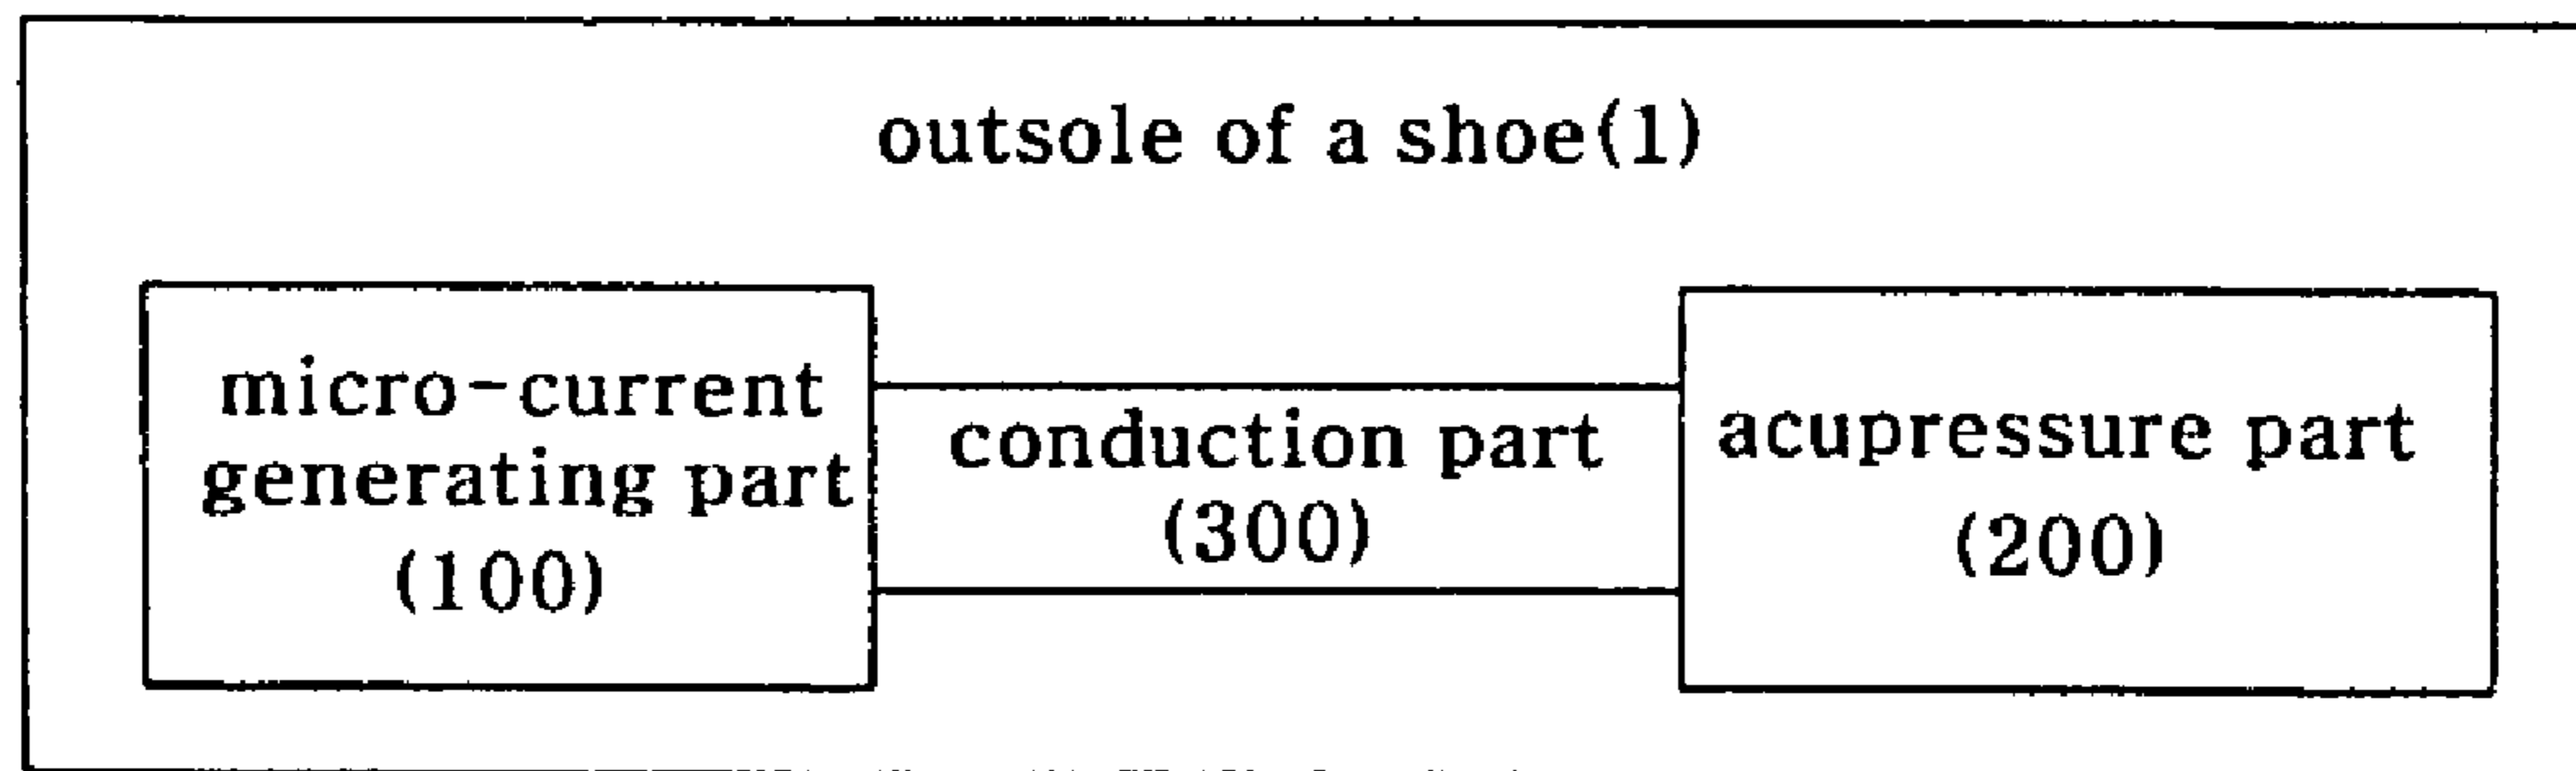 outsole of a shoe(1)
micro-current
generating part
(100)
conduction part
(300)
acupressure part
(200)